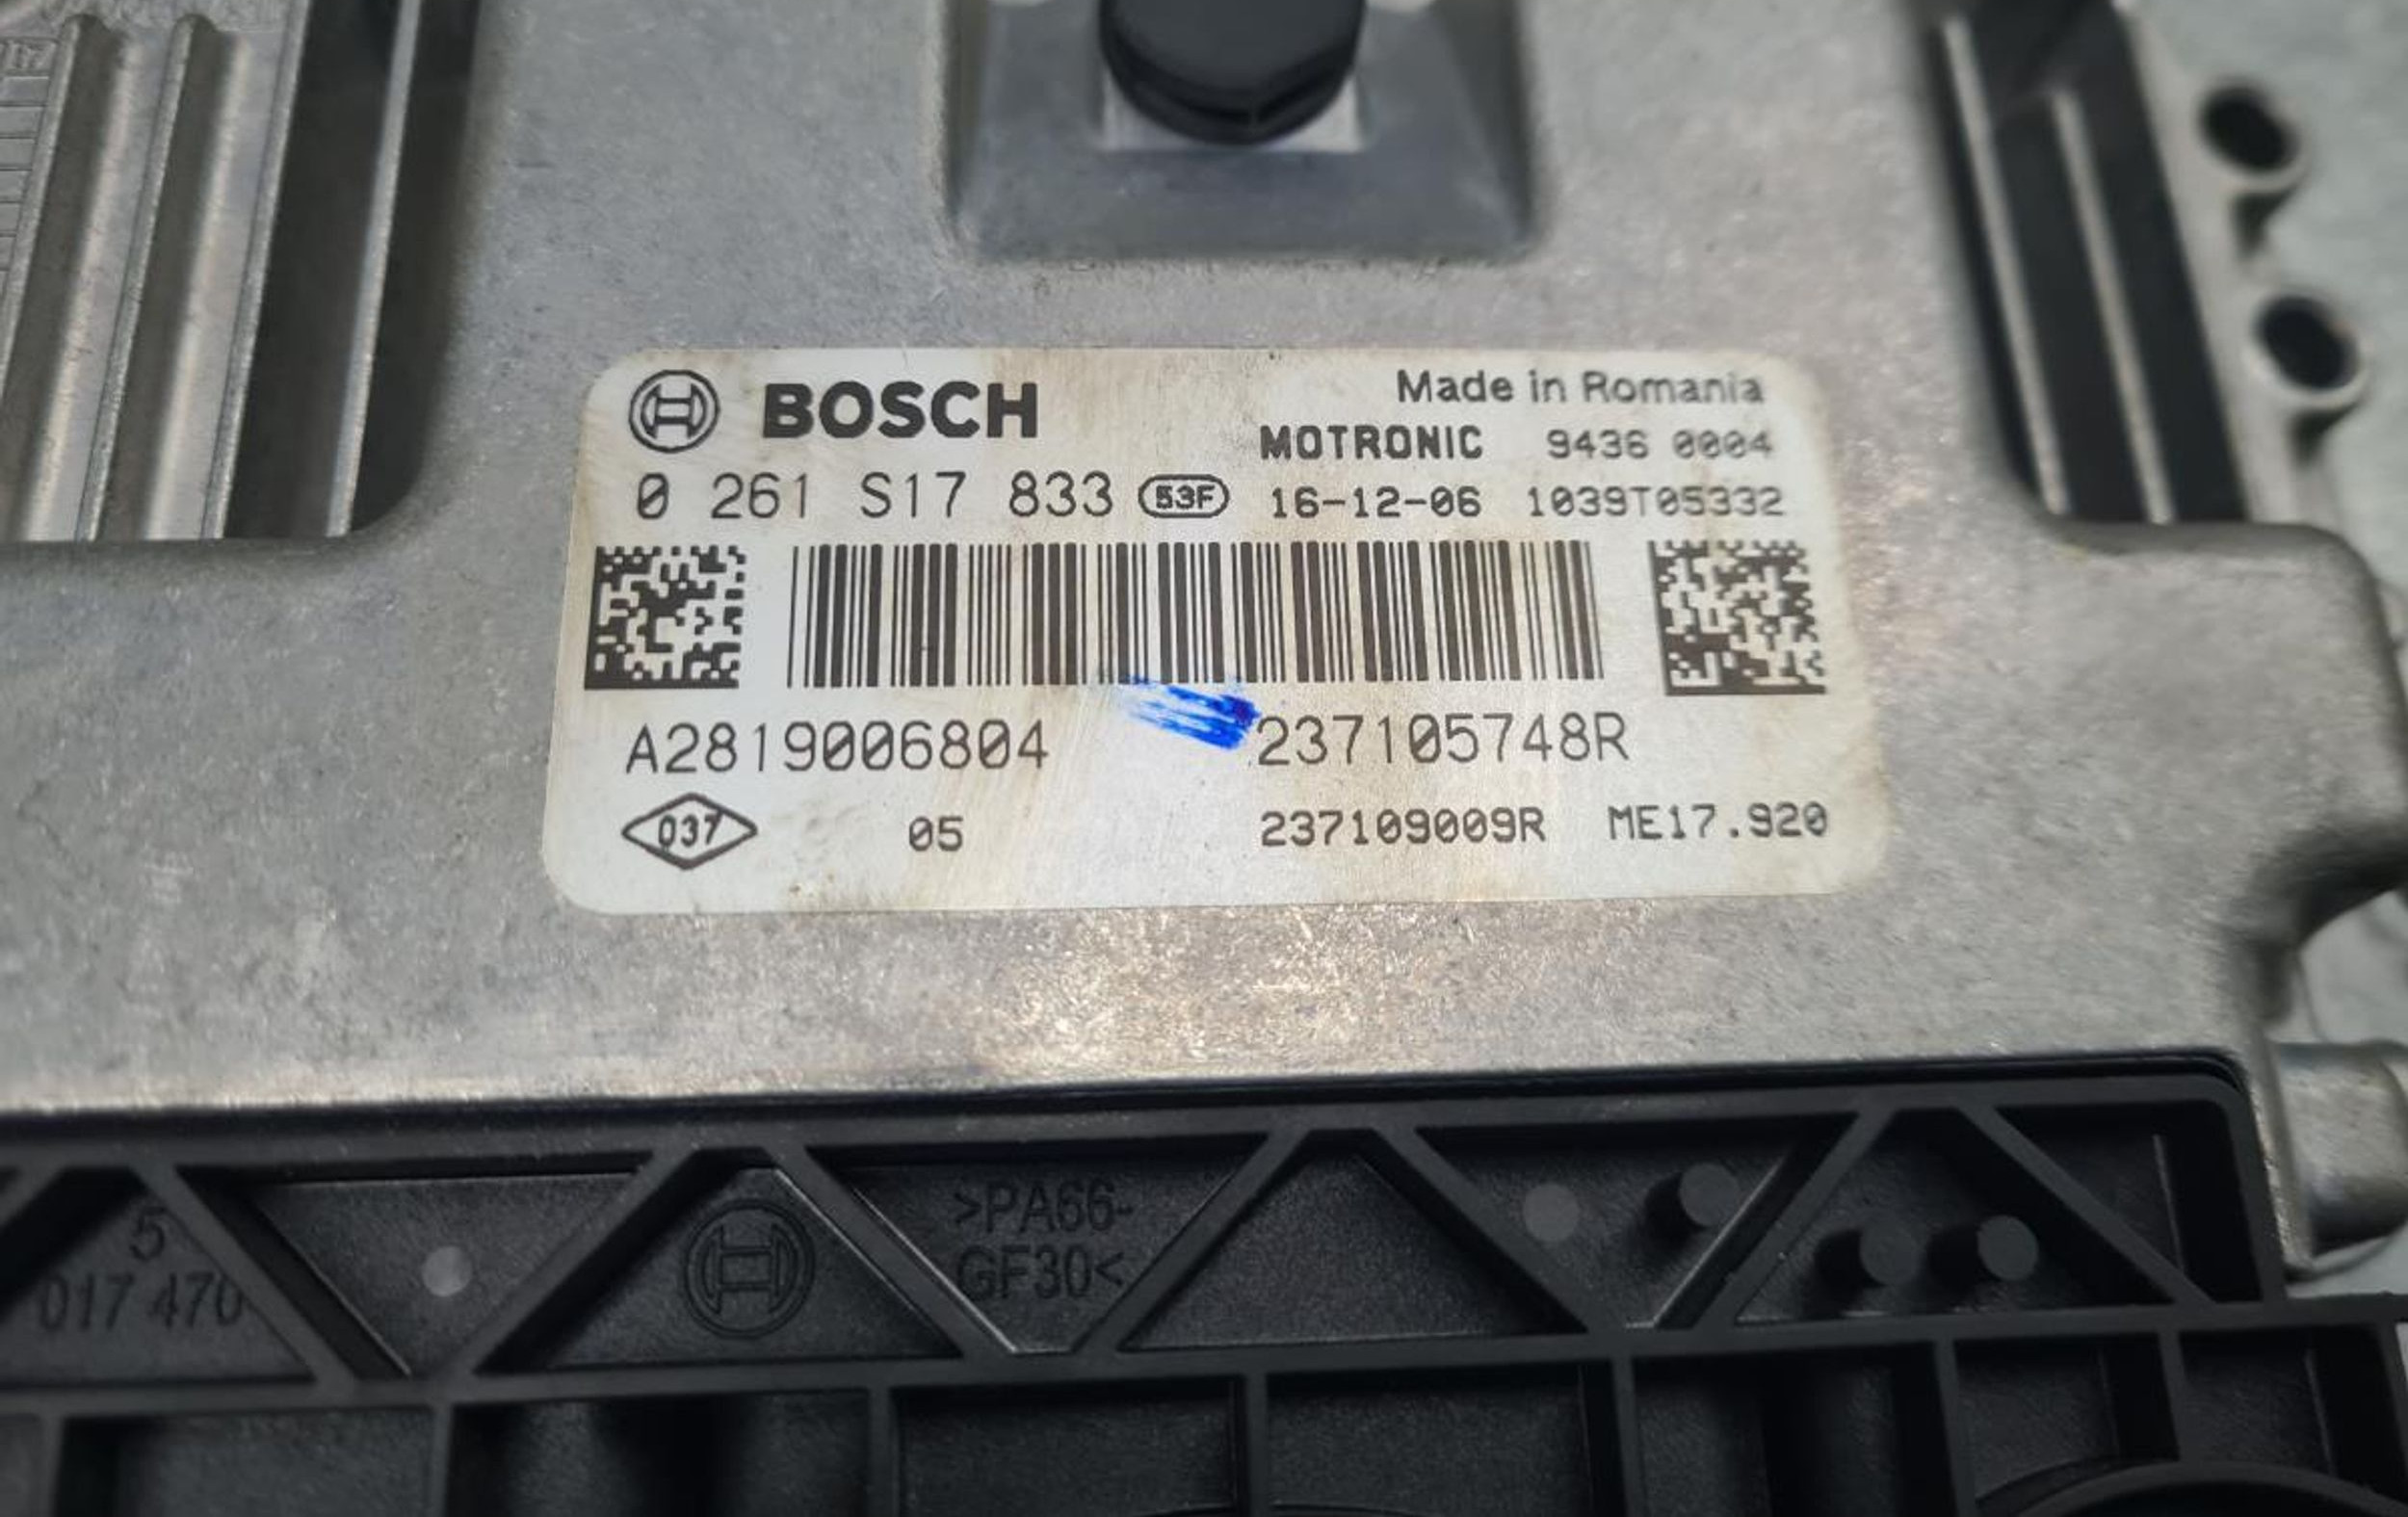 BOSCH
Made in Romania
MOTRONIC 9436 0004
0 261 S17 833 53F 16-12-06 1039T05332
A2819006804 237105748R
037 05 237109009R ME17.920
>PA66-
GF30<
5
017 470